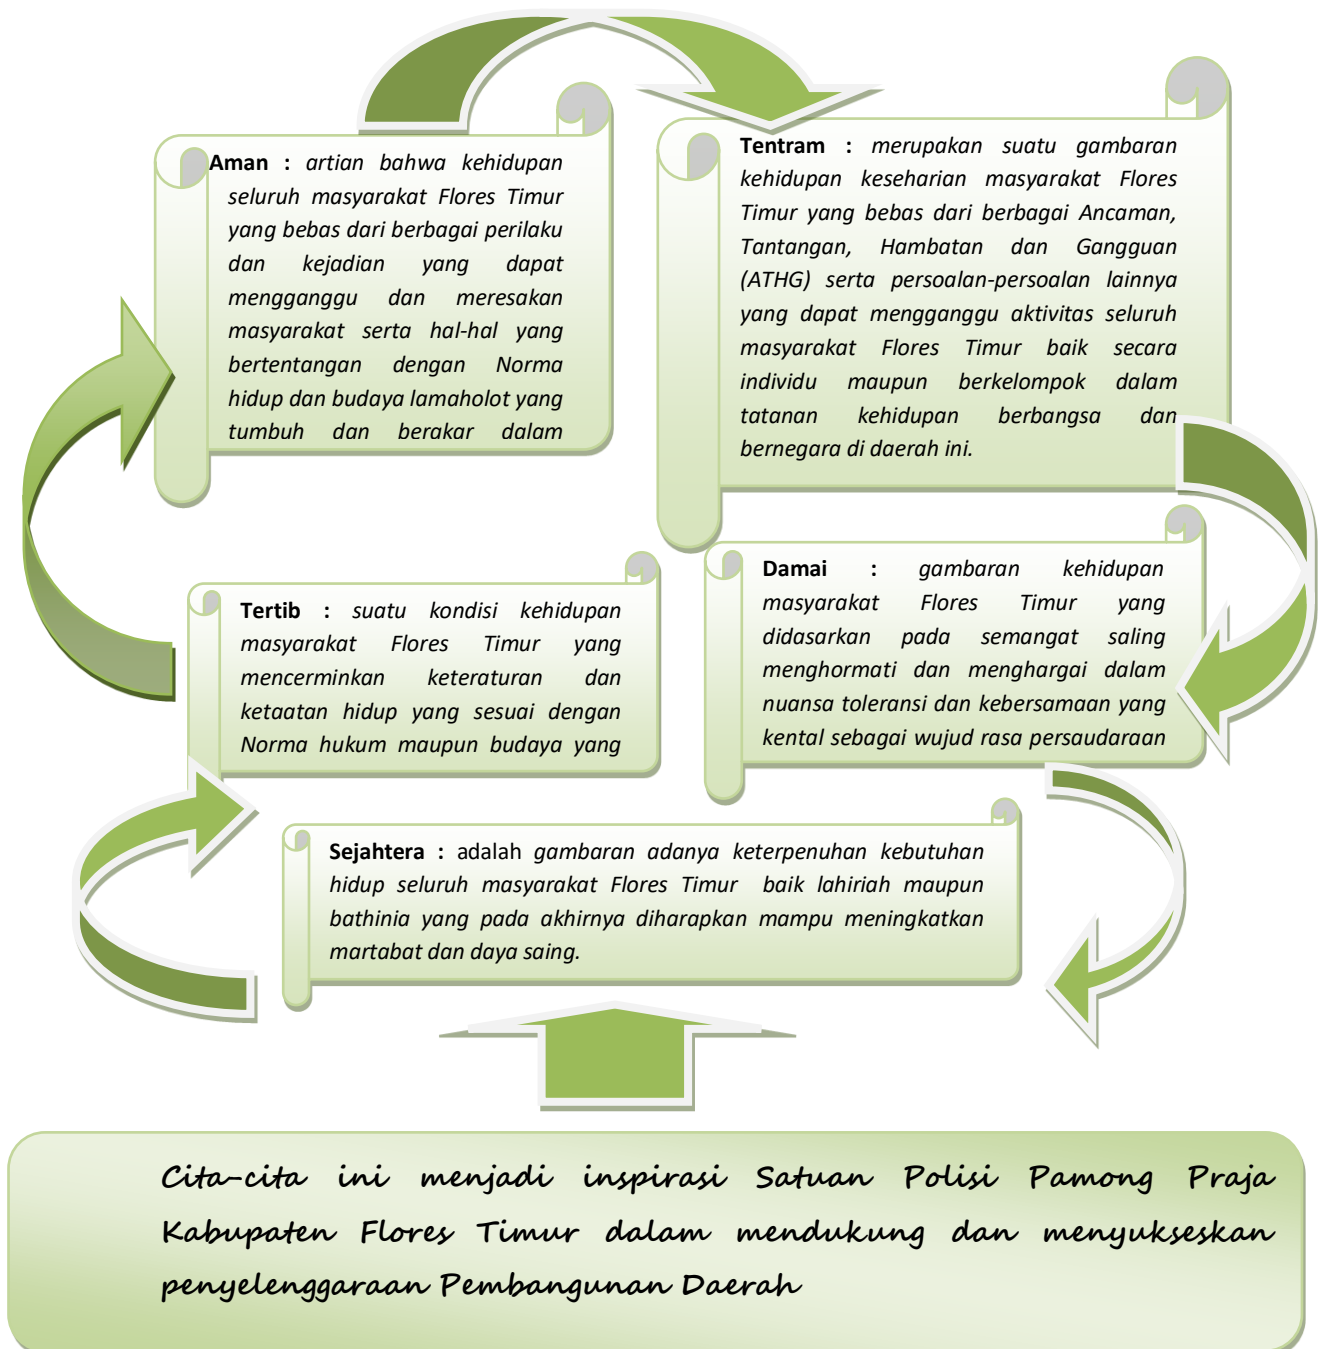 Aman : artian bahwa kehidupan
seluruh masyarakat Flores Timur
yang bebas dari berbagai perilaku
dan kejadian yang dapat
mengganggu dan meresakan
masyarakat serta hal-hal yang
bertentangan dengan Norma
hidup dan budaya lamaholot yang
tumbuh dan berakar dalam
Tentram : merupakan suatu gambaran
kehidupan keseharian masyarakat Flores
Timur yang bebas dari berbagai Ancaman,
Tantangan, Hambatan dan Gangguan
(ATHG) serta persoalan-persoalan lainnya
yang dapat mengganggu aktivitas seluruh
masyarakat Flores Timur baik secara
individu maupun berkelompok dalam
tatanan kehidupan berbangsa dan
bernegara di daerah ini.
Tertib : suatu kondisi kehidupan
masyarakat Flores Timur yang
mencerminkan keteraturan dan
ketaatan hidup yang sesuai dengan
Norma hukum maupun budaya yang
Damai : gambaran kehidupan
masyarakat Flores Timur yang
didasarkan pada semangat saling
menghormati dan menghargai dalam
nuansa toleransi dan kebersamaan yang
kental sebagai wujud rasa persaudaraan
Sejahtera : adalah gambaran adanya keterpenuhan kebutuhan
hidup seluruh masyarakat Flores Timur baik lahiriah maupun
bathinia yang pada akhirnya diharapkan mampu meningkatkan
martabat dan daya saing.
Cita-cita ini menjadi inspirasi Satuan Polisi Pamong Praja
Kabupaten Flores Timur dalam mendukung dan menyukseskan
penyelenggaraan Pembangunan Daerah